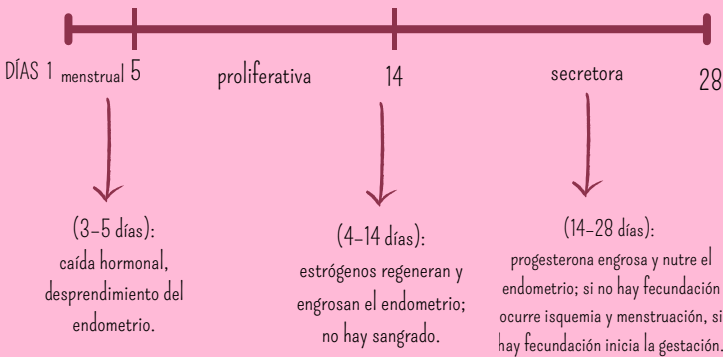 DÍAS 1 menstrual 5 proliferativa 14 secretora 28
(3-5 días):
caída hormonal,
desprendimiento del
endometrio.
(4-14 días):
estrógenos regeneran y
engrosan el endometrio;
no hay sangrado.
(14-28 días):
progesterona engrosa y nutre el
endometrio; si no hay fecundación
ocurre isquemia y menstruación, si
hay fecundación inicia la gestación.